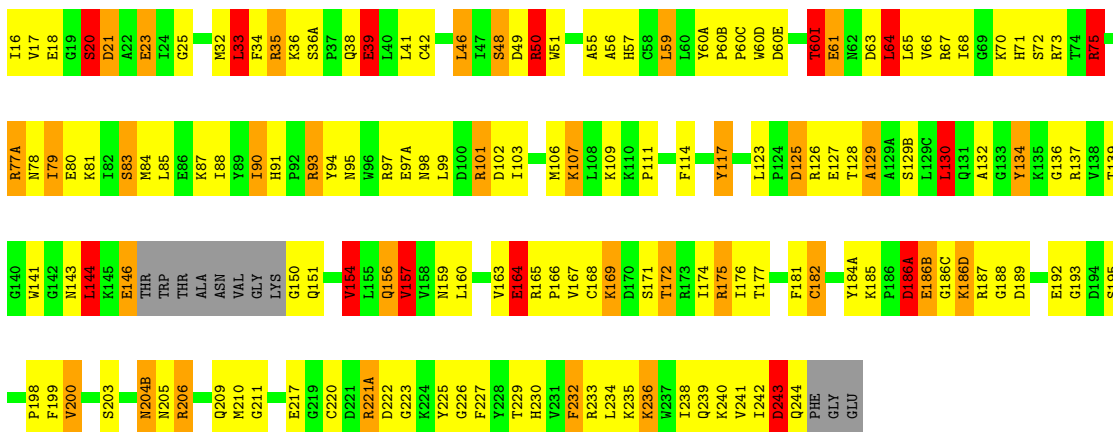 I16 V17 E18 G19 S20 D21 A22 E23 I24 G25 M32 L33 F34 R35 K36 S36A P37 Q38 E39 L40 L41 C42 L46 I47 S48 D49 R50 W51 A55 A56 H57 C58 L59 L60 Y60A P60B P60C W60D D60E T60I E61 N62 D63 L64 L65 V66 R67 I68 G69 K70 H71 S72 R73 T74 R75
R77A N78 I79 E80 K81 I82 S83 M84 L85 E86 K87 I88 Y89 I90 H91 P92 R93 Y94 N95 W96 R97 E97A N98 L99 D100 R101 D102 I103 M106 K107 L108 K109 K110 P111 F114 Y117 L123 P124 D125 R126 E127 T128 A129 A129A S129B L129C L130 Q131 A132 G133 Y134 K135 G136 R137 V138 T139
G140 W141 G142 N143 L144 K145 E146 THR TRP THR ALA ASN VAL GLY LYS G150 Q151 V154 L155 Q156 V157 V158 N159 L160 V163 E164 R165 P166 V167 C168 K169 D170 S171 T172 R173 I174 R175 I176 T177 F181 C182 Y184A K185 P186 D186A E186B G186C K186D R187 G188 D189 E192 G193 D194 S195
P198 F199 V200 S203 N204B N205 R206 Q209 M210 G211 E217 G219 C220 D221 R221A D222 G223 K224 Y225 G226 F227 Y228 T229 H230 V231 F232 R233 L234 K235 K236 W237 I238 Q239 K240 V241 I242 D243 Q244 PHE GLY GLU